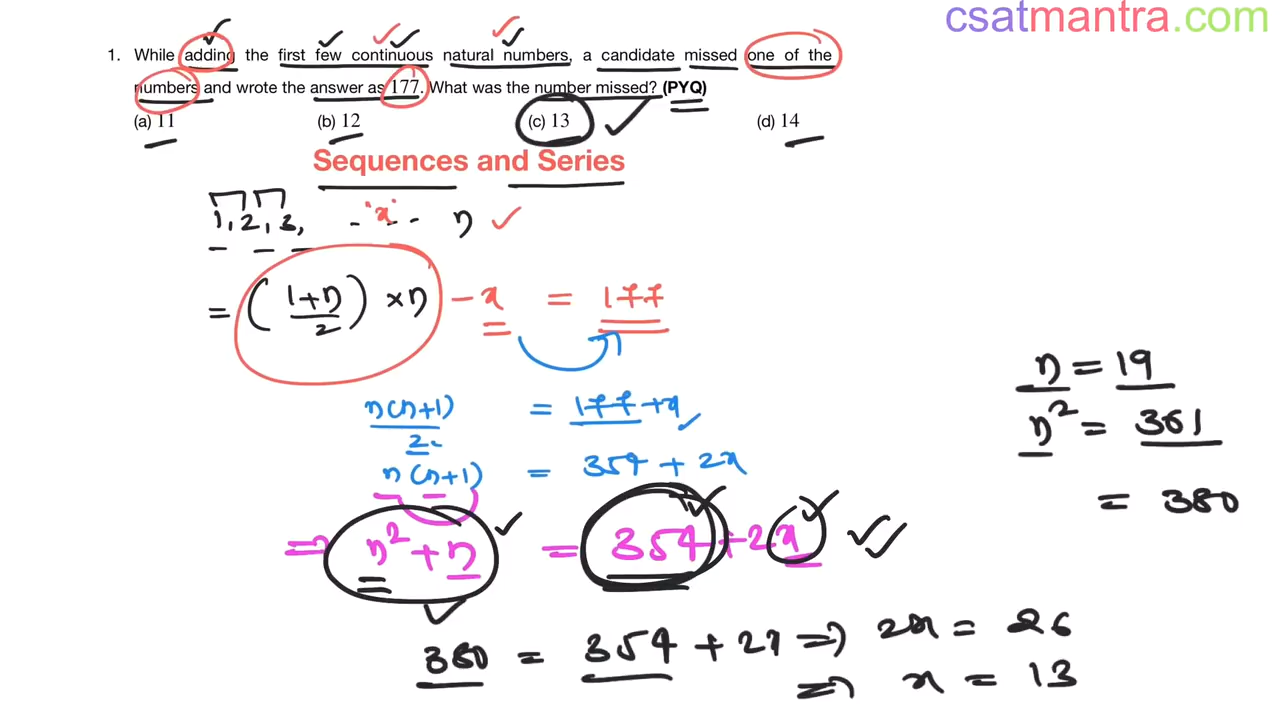 csatmantra.com
1. While adding the first few continuous natural numbers, a candidate missed one of the
numbers and wrote the answer as 177. What was the number missed? (PYQ)
(a) 11 (b) 12 (c) 13 (d) 14
Sequences and Series
1, 2, 3, - 'x' - - n
= ( 1+n / 2 ) × n - x = 177
n(n+1) / 2 = 177 + x
n(n+1) = 354 + 2x
⇒ n² + n = 354 + 2x
380 = 354 + 2x ⇒ 2x = 26
⇒ x = 13
n = 19
n² = 361
= 380